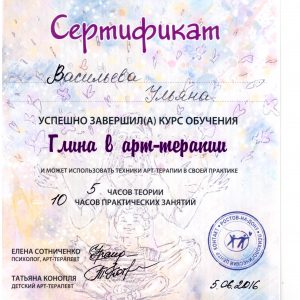 Сертификат
Васильева
Ульяна
УСПЕШНО ЗАВЕРШИЛ(А) КУРС ОБУЧЕНИЯ
Глина в арт-терапии
И МОЖЕТ ИСПОЛЬЗОВАТЬ ТЕХНИКИ АРТ-ТЕРАПИИ В СВОЕЙ ПРАКТИКЕ
5 ЧАСОВ ТЕОРИИ
10 ЧАСОВ ПРАКТИЧЕСКИХ ЗАНЯТИЙ
ЕЛЕНА СОТНИЧЕНКО
ПСИХОЛОГ, АРТ-ТЕРАПЕВТ
ТАТЬЯНА КОНОПЛЯ
ДЕТСКИЙ АРТ-ТЕРАПЕВТ
РОСТОВ-НА-ДОНУ
5.06.2016